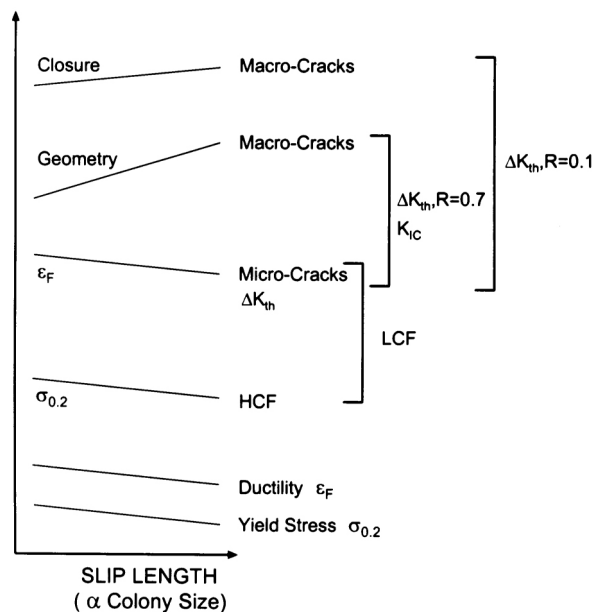 Closure
Macro-Cracks
Geometry
Macro-Cracks
ΔKth,R=0.1
ΔKth,R=0.7
KIC
εF
Micro-Cracks
ΔKth
LCF
σ0.2
HCF
Ductility εF
Yield Stress σ0.2
SLIP LENGTH
( α Colony Size)